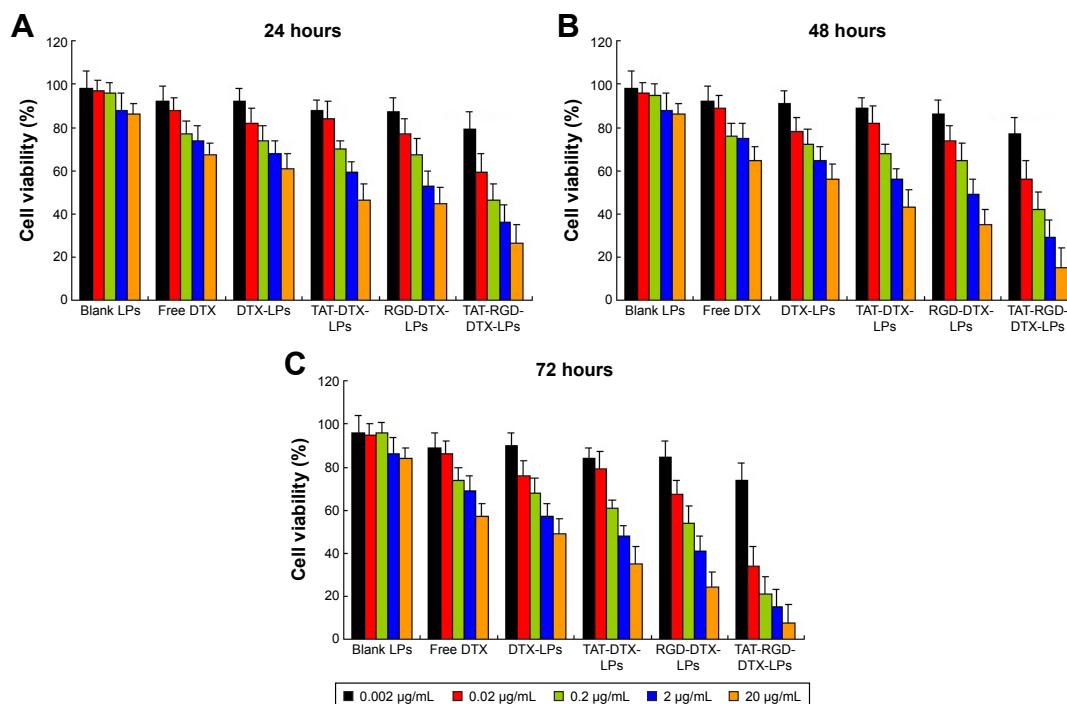 A
24 hours
Cell viability (%)
120
100
80
60
40
20
0
Blank LPs
Free DTX
DTX-LPs
TAT-DTX-
LPs
RGD-DTX-
LPs
TAT-RGD-
DTX-LPs
B
48 hours
Cell viability (%)
120
100
80
60
40
20
0
Blank LPs
Free DTX
DTX-LPs
TAT-DTX-
LPs
RGD-DTX-
LPs
TAT-RGD-
DTX-LPs
C
72 hours
Cell viability (%)
120
100
80
60
40
20
0
Blank LPs
Free DTX
DTX-LPs
TAT-DTX-
LPs
RGD-DTX-
LPs
TAT-RGD-
DTX-LPs
0.002 µg/mL
0.02 µg/mL
0.2 µg/mL
2 µg/mL
20 µg/mL